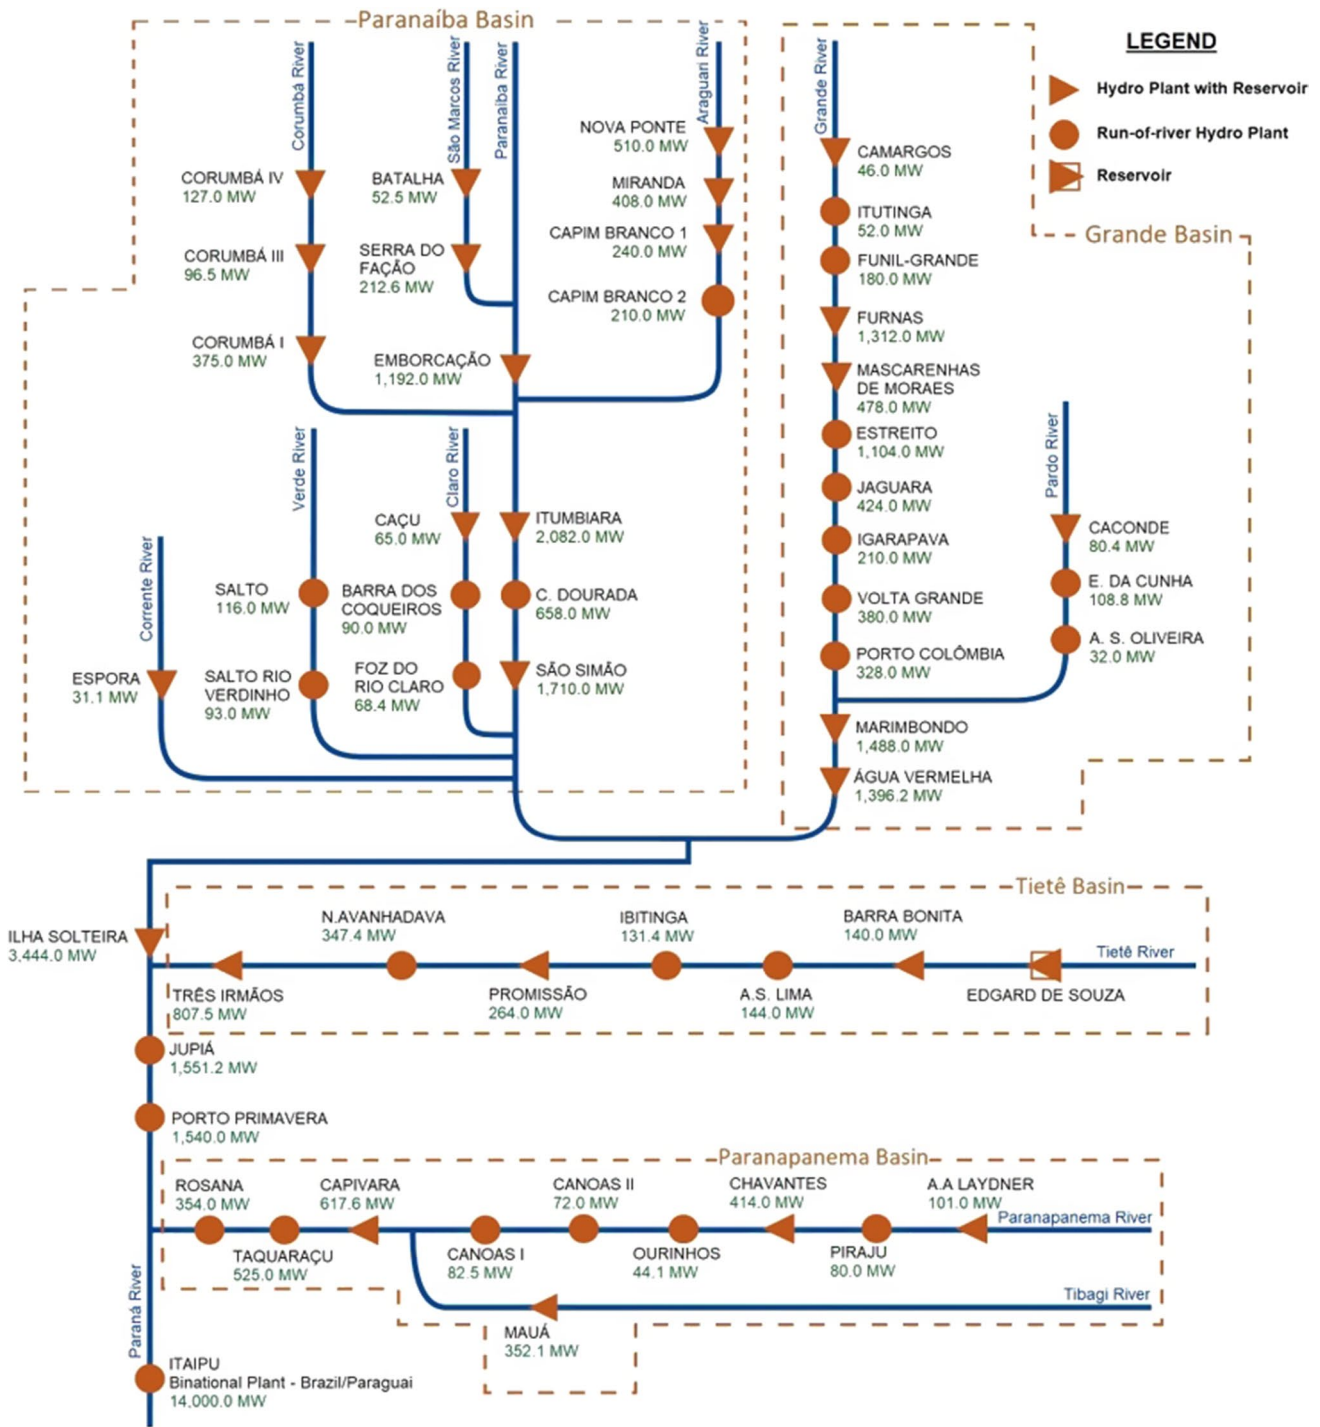 Paranaíba Basin
Corumbá River
São Marcos River
Paranaiba River
Araguari River
Grande River
LEGEND
Hydro Plant with Reservoir
Run-of-river Hydro Plant
Reservoir
Grande Basin
NOVA PONTE
510.0 MW
MIRANDA
408.0 MW
CAPIM BRANCO 1
240.0 MW
CAPIM BRANCO 2
210.0 MW
CORUMBÁ IV
127.0 MW
CORUMBÁ III
96.5 MW
CORUMBÁ I
375.0 MW
BATALHA
52.5 MW
SERRA DO
FAÇÃO
212.6 MW
EMBORCAÇÃO
1,192.0 MW
CAMARGOS
46.0 MW
ITUTINGA
52.0 MW
FUNIL-GRANDE
180.0 MW
FURNAS
1,312.0 MW
MASCARENHAS
DE MORAES
478.0 MW
ESTREITO
1,104.0 MW
JAGUARA
424.0 MW
IGARAPAVA
210.0 MW
VOLTA GRANDE
380.0 MW
PORTO COLÔMBIA
328.0 MW
MARIMBONDO
1,488.0 MW
ÁGUA VERMELHA
1,396.2 MW
Pardo River
CACONDE
80.4 MW
E. DA CUNHA
108.8 MW
A. S. OLIVEIRA
32.0 MW
Verde River
Claro River
Corrente River
CAÇU
65.0 MW
BARRA DOS
COQUEIROS
90.0 MW
FOZ DO
RIO CLARO
68.4 MW
ITUMBIARA
2,082.0 MW
C. DOURADA
658.0 MW
SÃO SIMÃO
1,710.0 MW
SALTO
116.0 MW
SALTO RIO
VERDINHO
93.0 MW
ESPORA
31.1 MW
Tietê Basin
ILHA SOLTEIRA
3,444.0 MW
N.AVANHADAVA
347.4 MW
IBITINGA
131.4 MW
BARRA BONITA
140.0 MW
Tietê River
TRÊS IRMÃOS
807.5 MW
PROMISSÃO
264.0 MW
A.S. LIMA
144.0 MW
EDGARD DE SOUZA
JUPIÁ
1,551.2 MW
PORTO PRIMAVERA
1,540.0 MW
Paranapanema Basin
ROSANA
354.0 MW
CAPIVARA
617.6 MW
CANOAS II
72.0 MW
CHAVANTES
414.0 MW
A.A LAYDNER
101.0 MW
Paranapanema River
TAQUARAÇU
525.0 MW
CANOAS I
82.5 MW
OURINHOS
44.1 MW
PIRAJU
80.0 MW
Tibagi River
MAUÁ
352.1 MW
Paraná River
ITAIPU
Binational Plant - Brazil/Paraguai
14,000.0 MW